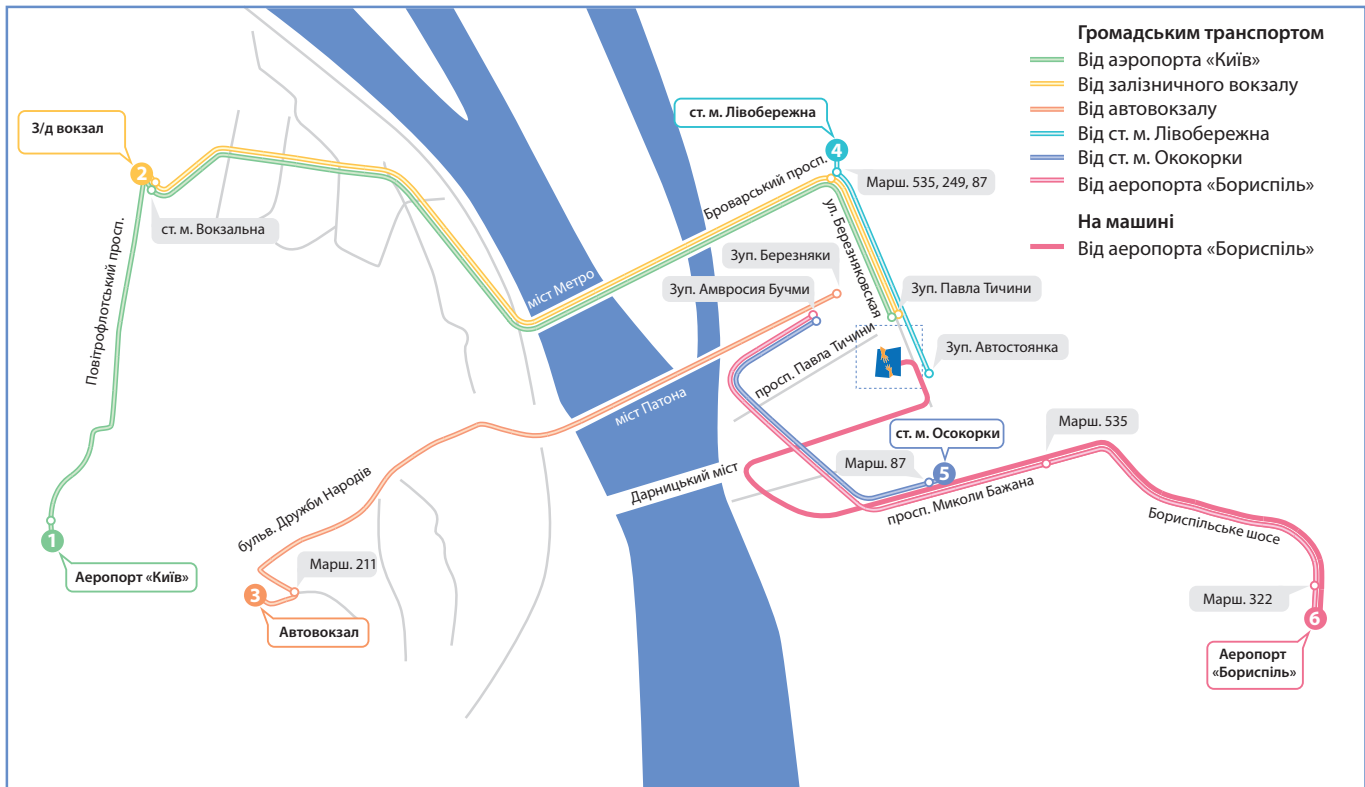 Громадським транспортом
Від аэропорта «Київ»
Від залізничного вокзалу
Від автовокзалу
Від ст. м. Лівобережна
Від ст. м. Ококорки
Від аеропорта «Бориспіль»
На машині
Від аеропорта «Бориспіль»
З/д вокзал
2
ст. м. Вокзальна
Повітрофлотський просп.
1
Аеропорт «Київ»
бульв. Дружби Народів
Марш. 211
3
Автовокзал
міст Метро
міст Патона
Дарницький міст
ст. м. Лівобережна
4
Броварський просп.
Марш. 535, 249, 87
ул. Березняковская
Зуп. Березняки
Зуп. Амвросия Бучми
Зуп. Павла Тичини
просп. Павла Тичини
Зуп. Автостоянка
ст. м. Осокорки
Марш. 87
5
Марш. 535
просп. Миколи Бажана
Бориспільське шосе
Марш. 322
6
Аеропорт
«Бориспіль»